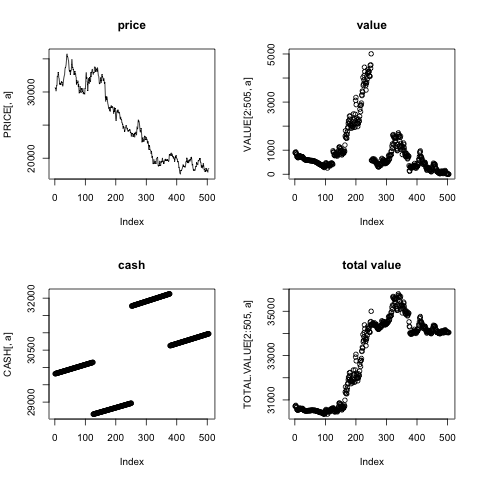 price
PRICE[, a]
20000 30000
0 100 200 300 400 500
Index
value
VALUE[2:505, a]
0 1000 3000 5000
0 100 200 300 400 500
Index
cash
CASH[, a]
29000 30500 32000
0 100 200 300 400 500
Index
total value
TOTAL.VALUE[2:505, a]
31000 33000 35000
0 100 200 300 400 500
Index